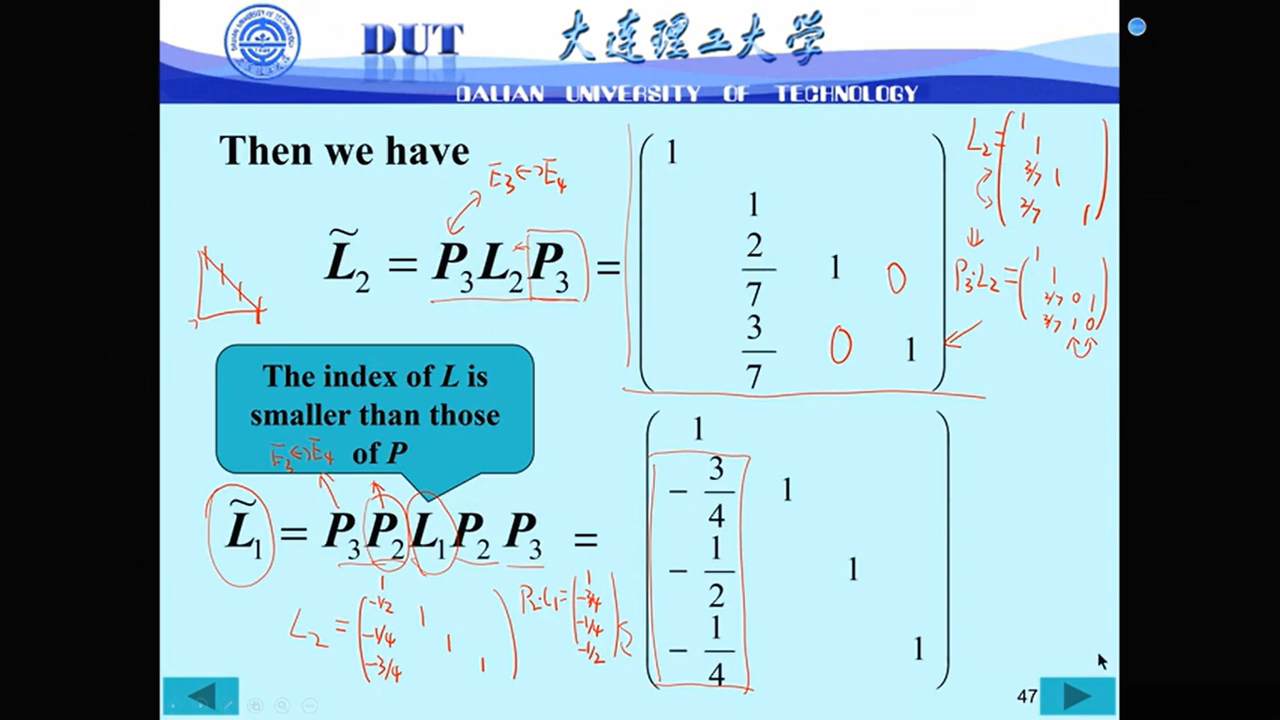 DUT 大连理工大学
DALIAN UNIVERSITY OF TECHNOLOGY
Then we have
E₃↔E₄
L̃₂ = P₃L₂P₃ =
1
1
2/7 1 0
3/7 0 1
L₂ =
1
1
3/7 1
2/7 1
P₃·L₂ =
1
1
2/7 0 1
3/7 1 0
The index of L is
smaller than those
of P
E₃↔E₄
L̃₁ = P₃P₂L₁P₂P₃ =
1
-3/4 1
-1/2 1
-1/4 1
L₂ =
1
-1/2 1
-1/4 1
-3/4 1
P₂·L₁ =
1
-3/4
-1/4
-1/2
47